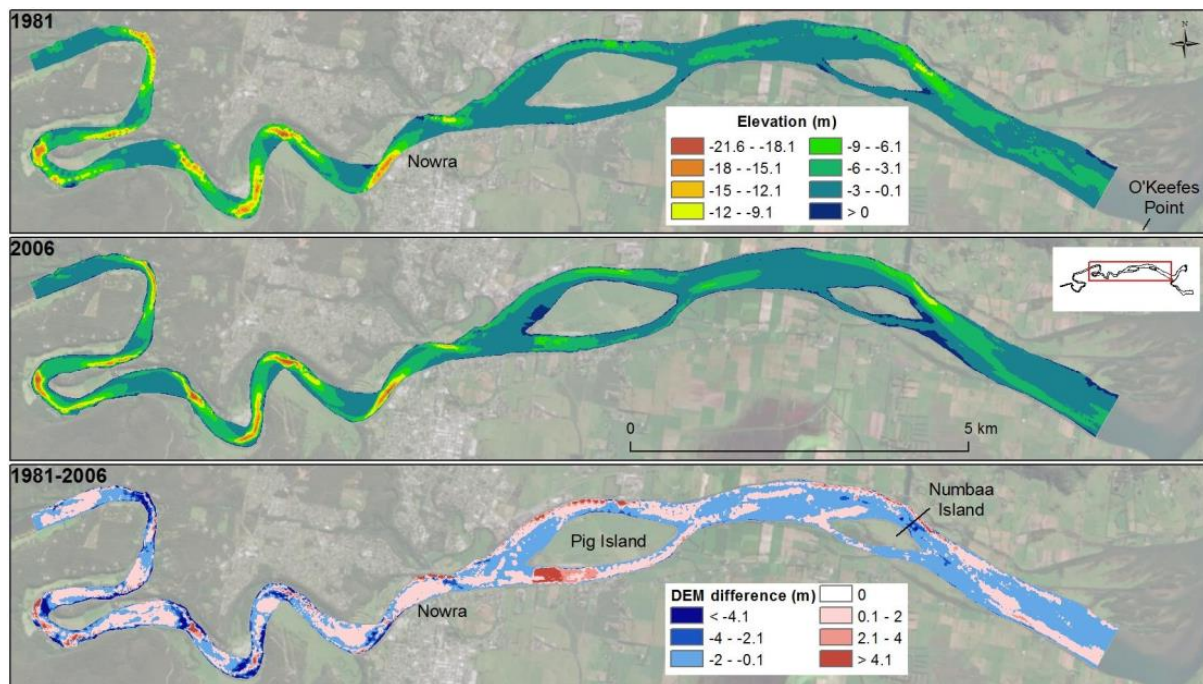 1981
N
Nowra
Elevation (m)
-21.6 - -18.1
-18 - -15.1
-15 - -12.1
-12 - -9.1
-9 - -6.1
-6 - -3.1
-3 - -0.1
> 0
O'Keefes
Point
2006
0
5 km
1981-2006
Numbaa
Island
Pig Island
Nowra
DEM difference (m)
< -4.1
-4 - -2.1
-2 - -0.1
0
0.1 - 2
2.1 - 4
> 4.1